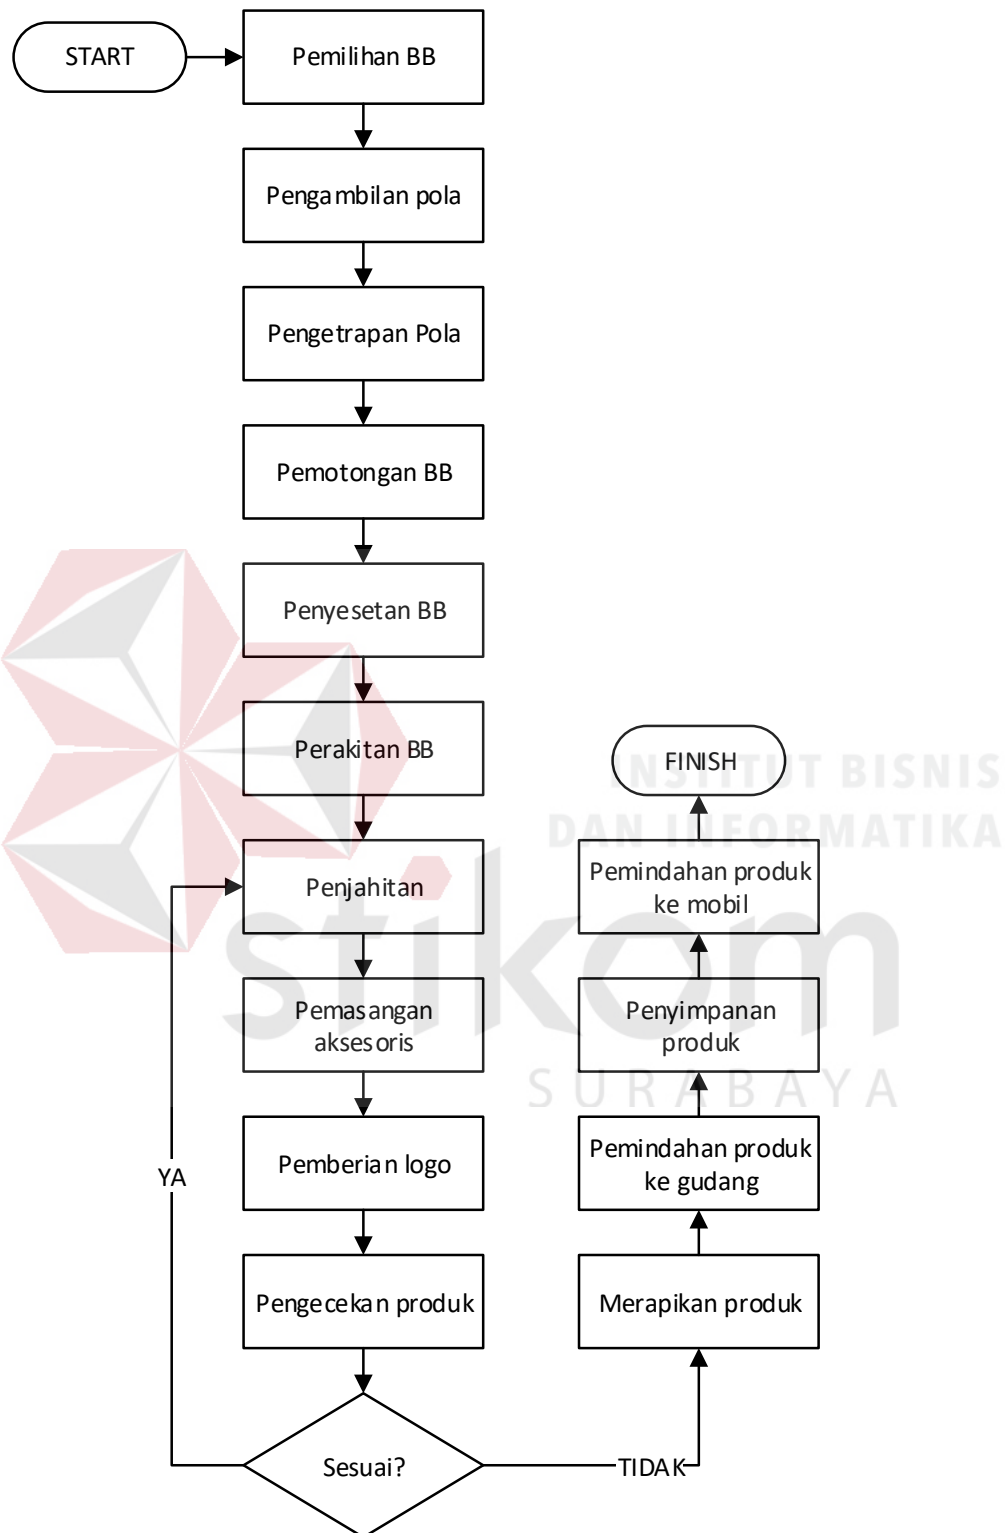 START
Pemilihan BB
Pengambilan pola
Pengetrapan Pola
Pemotongan BB
Penyesetan BB
Perakitan BB
Penjahitan
Pemasangan
aksesoris
Pemberian logo
YA
Pengecekan produk
Sesuai?
TIDAK
Merapikan produk
Pemindahan produk
ke gudang
Penyimpanan
produk
Pemindahan produk
ke mobil
FINISH
INSTITUT BISNIS
DAN INFORMATIKA
stikom
SURABAYA